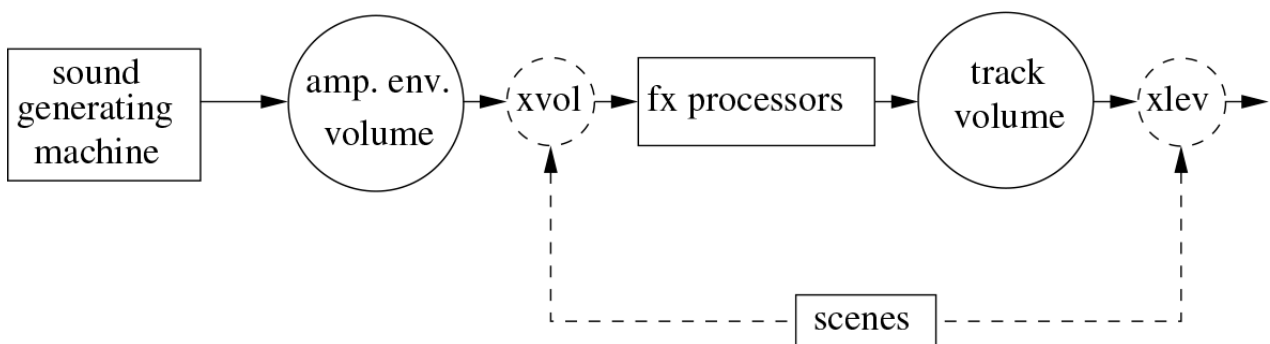 sound
generating
machine
amp. env.
volume
xvol
fx processors
track
volume
xlev
scenes